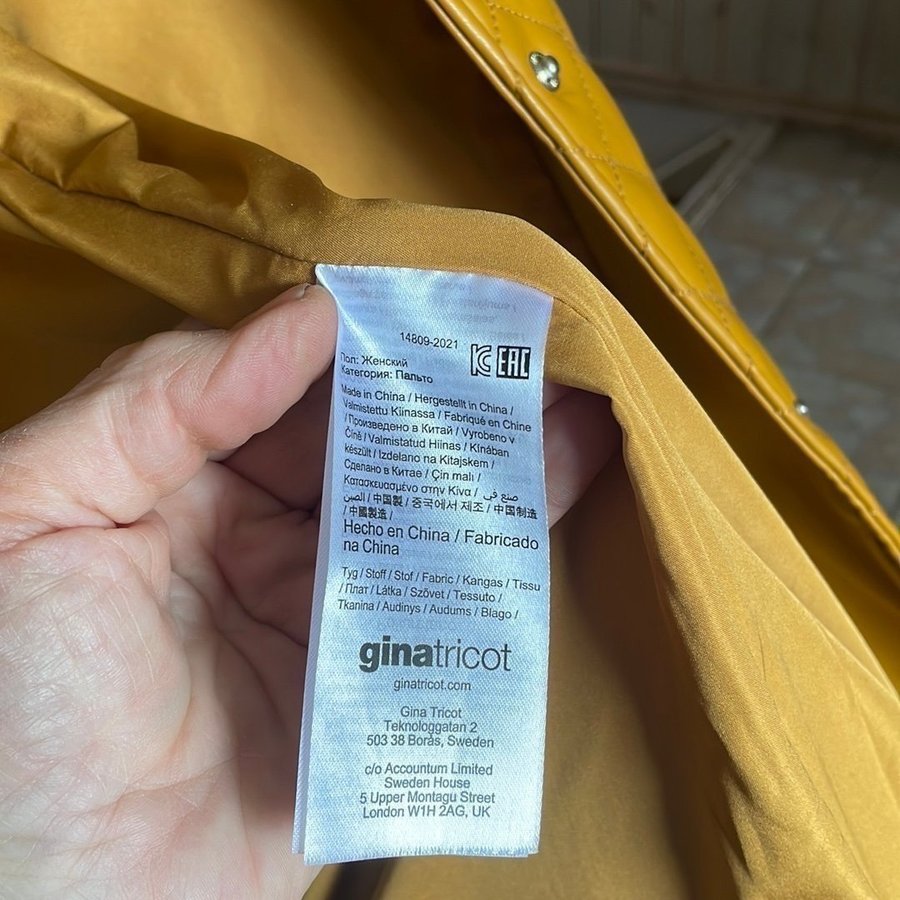 14809-2021
EAC
Пол: Женский
Категория: Пальто
Made in China / Hergestellt in China /
Valmistettu Kiinassa / Fabriqué en Chine
/ Произведено в Китай / Vyrobeno v
Číně / Valmistatud Hiinas / Kínában
készült / Izdelano na Kitajskem /
Сделано в Китае / Çin malı /
Κατασκευασμένο στην Κίνα / صنع في
الصين / 中国製 / 중국에서 제조 / 中国制造
/ 中國製造 /
Hecho en China / Fabricado
na China
Tyg / Stoff / Stof / Fabric / Kangas / Tissu
/ Плат / Látka / Szövet / Tessuto /
Tkanina / Audinys / Audums / Blago /
ginatricot
ginatricot.com
Gina Tricot
Teknologgatan 2
503 38 Borås, Sweden
c/o Accountum Limited
Sweden House
5 Upper Montagu Street
London W1H 2AG, UK